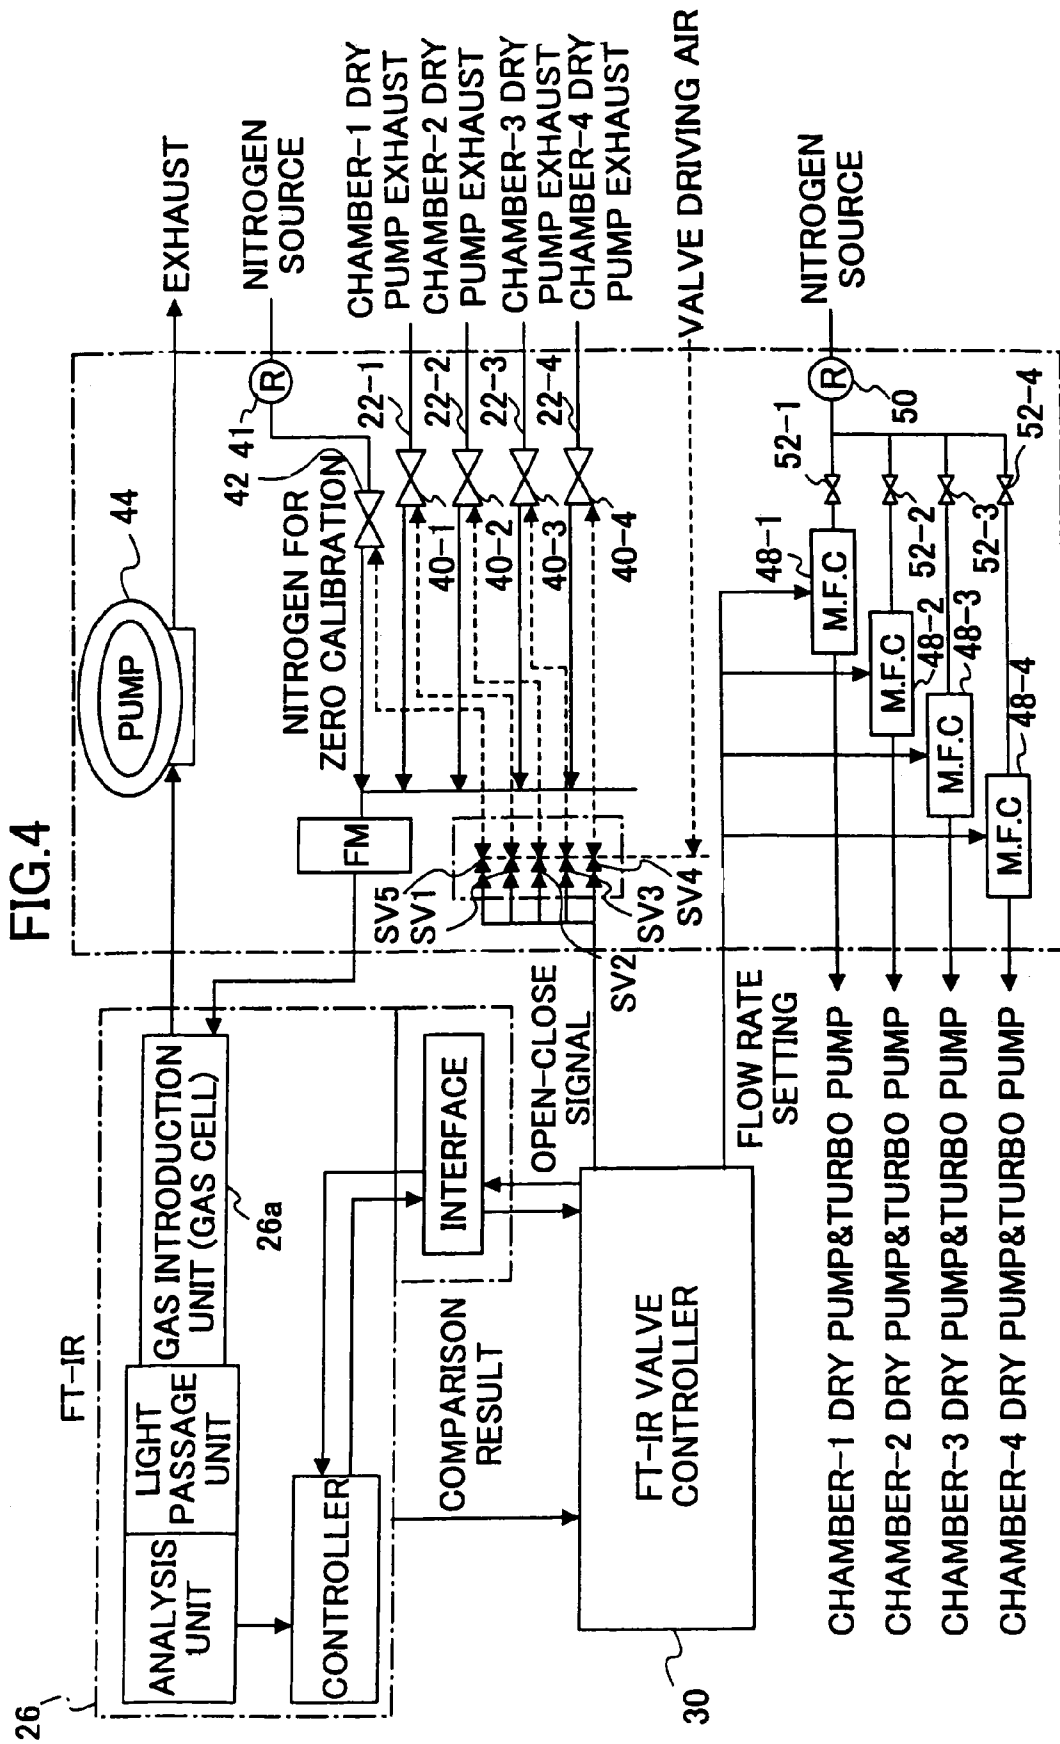 FIG.4
26
FT-IR
ANALYSIS
UNIT
LIGHT
PASSAGE
UNIT
GAS INTRODUCTION
UNIT (GAS CELL)
26a
CONTROLLER
INTERFACE
COMPARISON
RESULT
FT-IR VALVE
CONTROLLER
30
OPEN-CLOSE
SIGNAL
FLOW RATE
SETTING
PUMP
44
EXHAUST
FM
NITROGEN FOR
ZERO CALIBRATION
42
41
R
NITROGEN
SOURCE
SV5
SV1
SV2
SV3
SV4
40-1
40-2
40-3
40-4
22-1
22-2
22-3
22-4
CHAMBER-1 DRY
PUMP EXHAUST
CHAMBER-2 DRY
PUMP EXHAUST
CHAMBER-3 DRY
PUMP EXHAUST
CHAMBER-4 DRY
PUMP EXHAUST
VALVE DRIVING AIR
48-1
M.F.C
48-2
M.F.C
48-3
M.F.C
48-4
M.F.C
52-1
52-2
52-3
52-4
R
50
NITROGEN
SOURCE
CHAMBER-1 DRY PUMP&TURBO PUMP
CHAMBER-2 DRY PUMP&TURBO PUMP
CHAMBER-3 DRY PUMP&TURBO PUMP
CHAMBER-4 DRY PUMP&TURBO PUMP